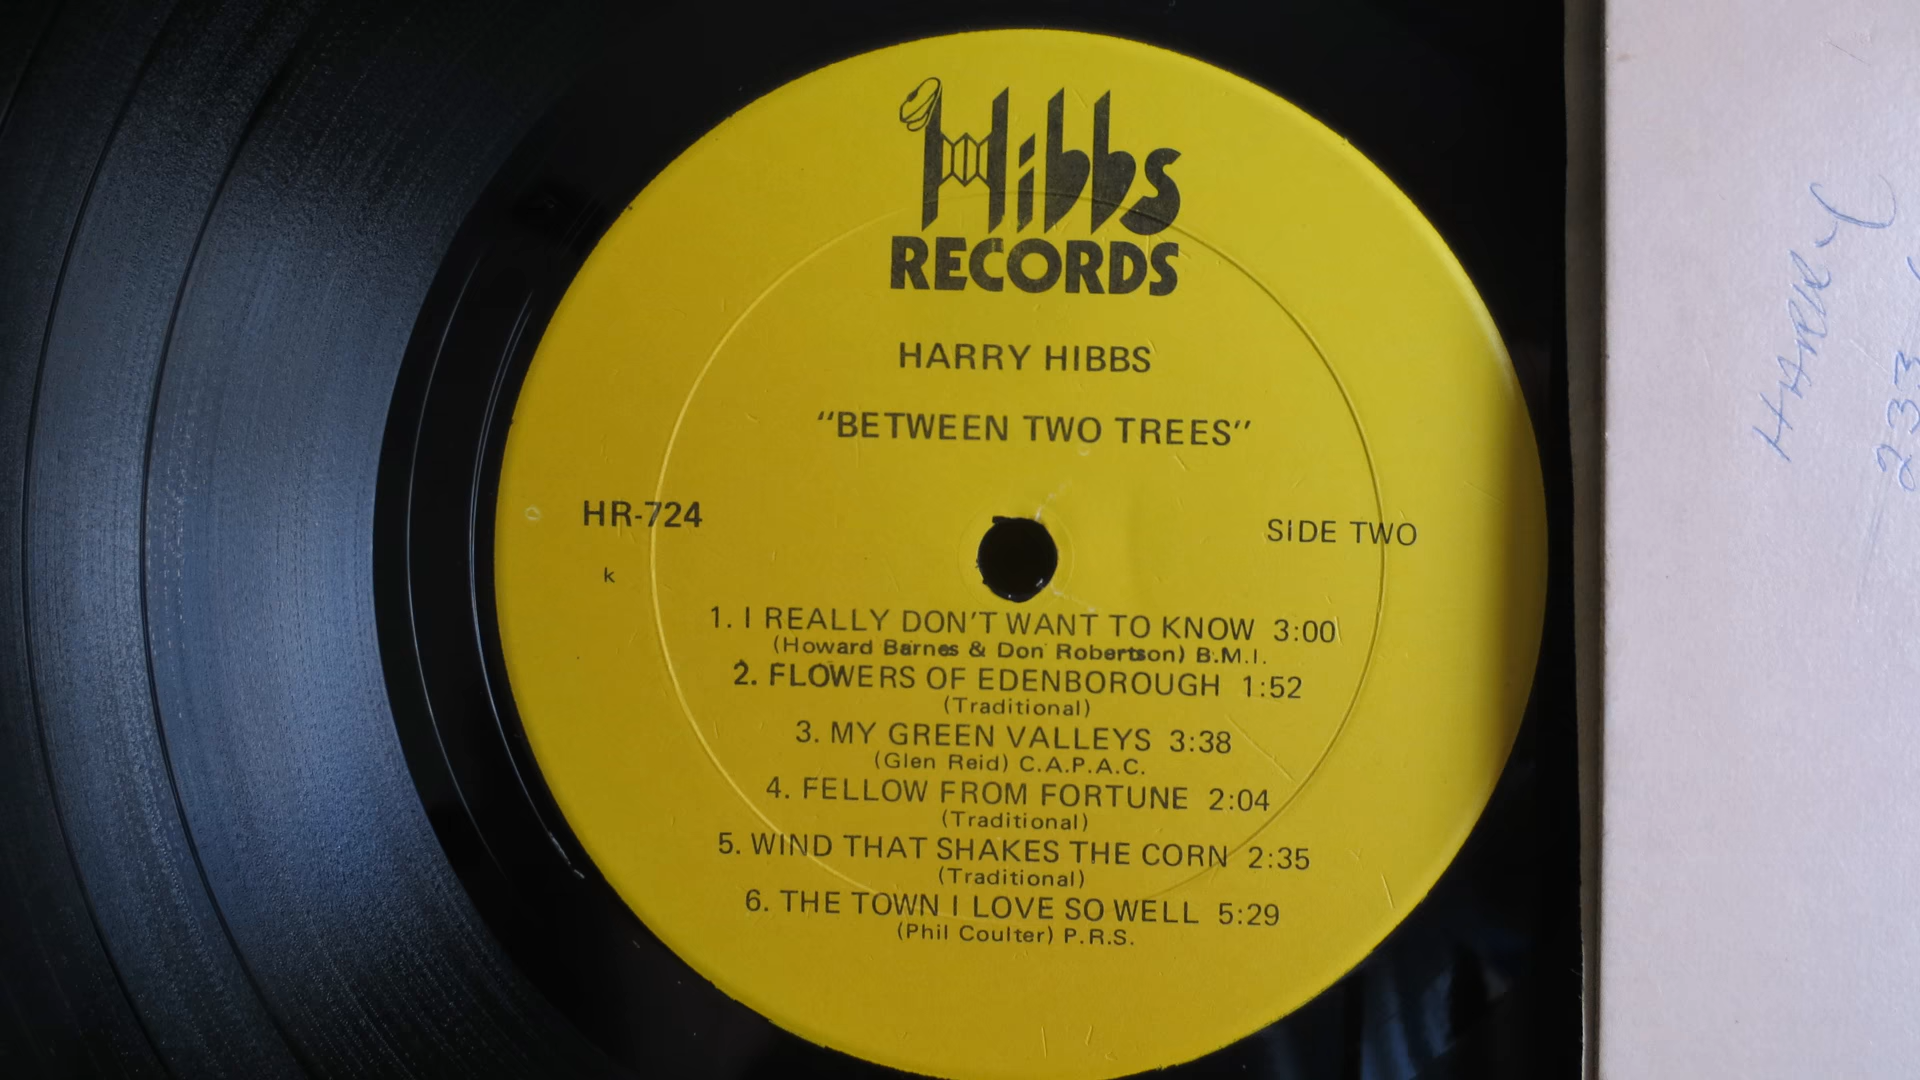 Hibbs
RECORDS
HARRY HIBBS
“BETWEEN TWO TREES”
HR-724
SIDE TWO
k
1. I REALLY DON'T WANT TO KNOW 3:00
(Howard Barnes & Don Robertson) B.M.I.
2. FLOWERS OF EDENBOROUGH 1:52
(Traditional)
3. MY GREEN VALLEYS 3:38
(Glen Reid) C.A.P.A.C.
4. FELLOW FROM FORTUNE 2:04
(Traditional)
5. WIND THAT SHAKES THE CORN 2:35
(Traditional)
6. THE TOWN I LOVE SO WELL 5:29
(Phil Coulter) P.R.S.
HARRY
233